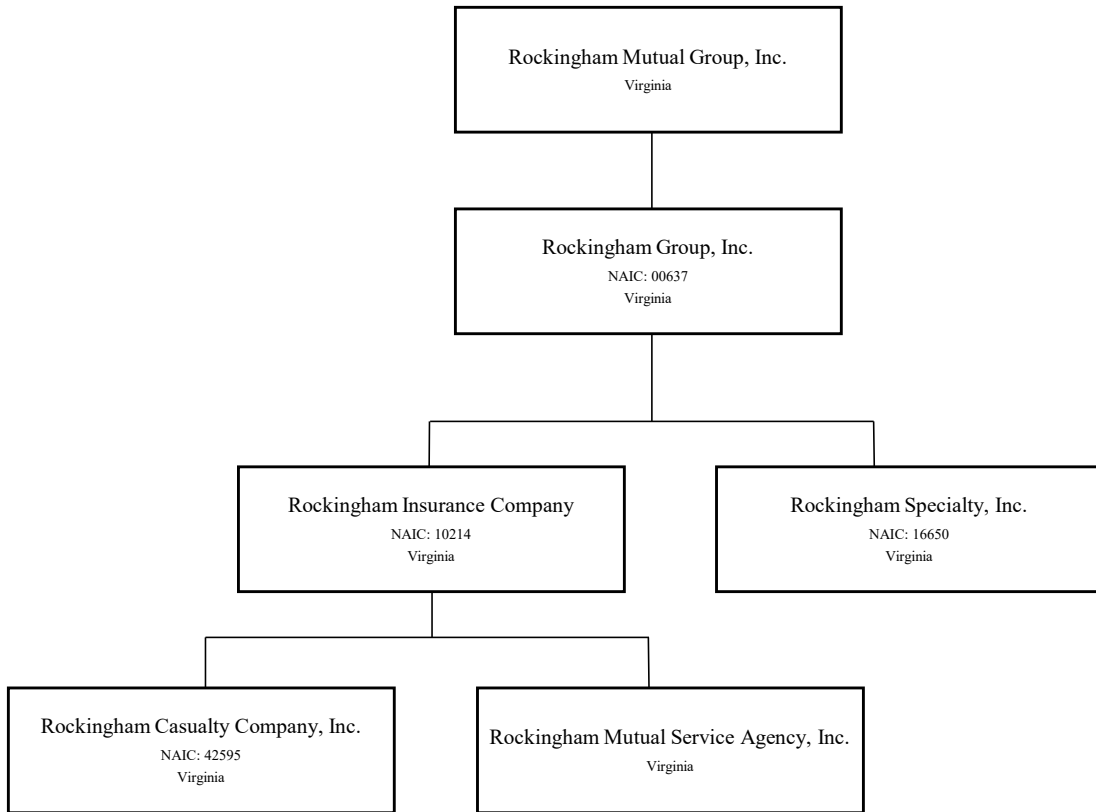 Rockingham Mutual Group, Inc.
Virginia
Rockingham Group, Inc.
NAIC: 00637
Virginia
Rockingham Insurance Company
NAIC: 10214
Virginia
Rockingham Specialty, Inc.
NAIC: 16650
Virginia
Rockingham Casualty Company, Inc.
NAIC: 42595
Virginia
Rockingham Mutual Service Agency, Inc.
Virginia